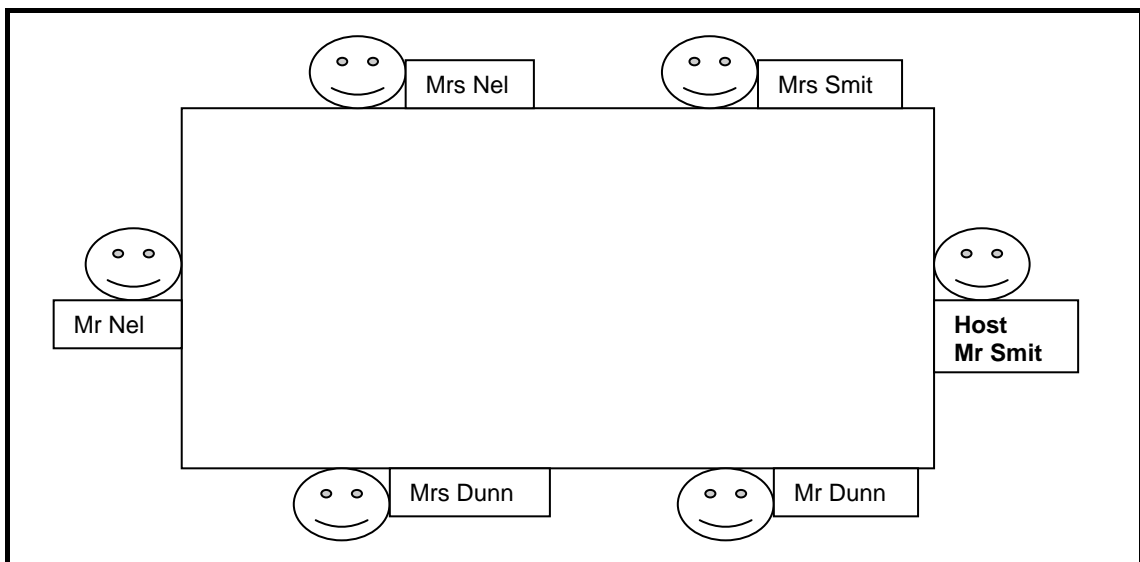 Mrs Nel
Mrs Smit
Mr Nel
Host
Mr Smit
Mrs Dunn
Mr Dunn